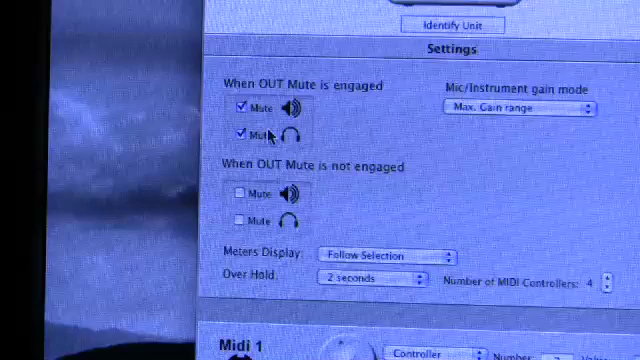 Identify Unit
Settings
When OUT Mute is engaged
Mic/Instrument gain mode
Mute
Max. Gain range
When OUT Mute is not engaged
Mute
Mute
Meters Display: Follow Selection
Over Hold: 2 seconds
Number of MIDI Controllers: 4
Midi 1
Controller
Number: